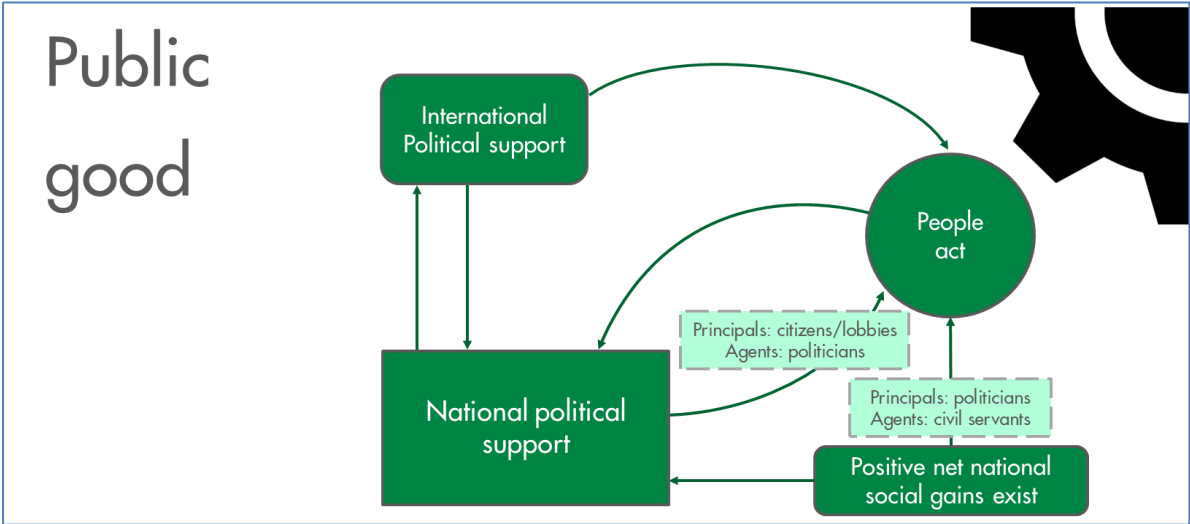 Public
good
International
Political support
People
act
Principals: citizens/lobbies
Agents: politicians
Principals: politicians
Agents: civil servants
National political
support
Positive net national
social gains exist